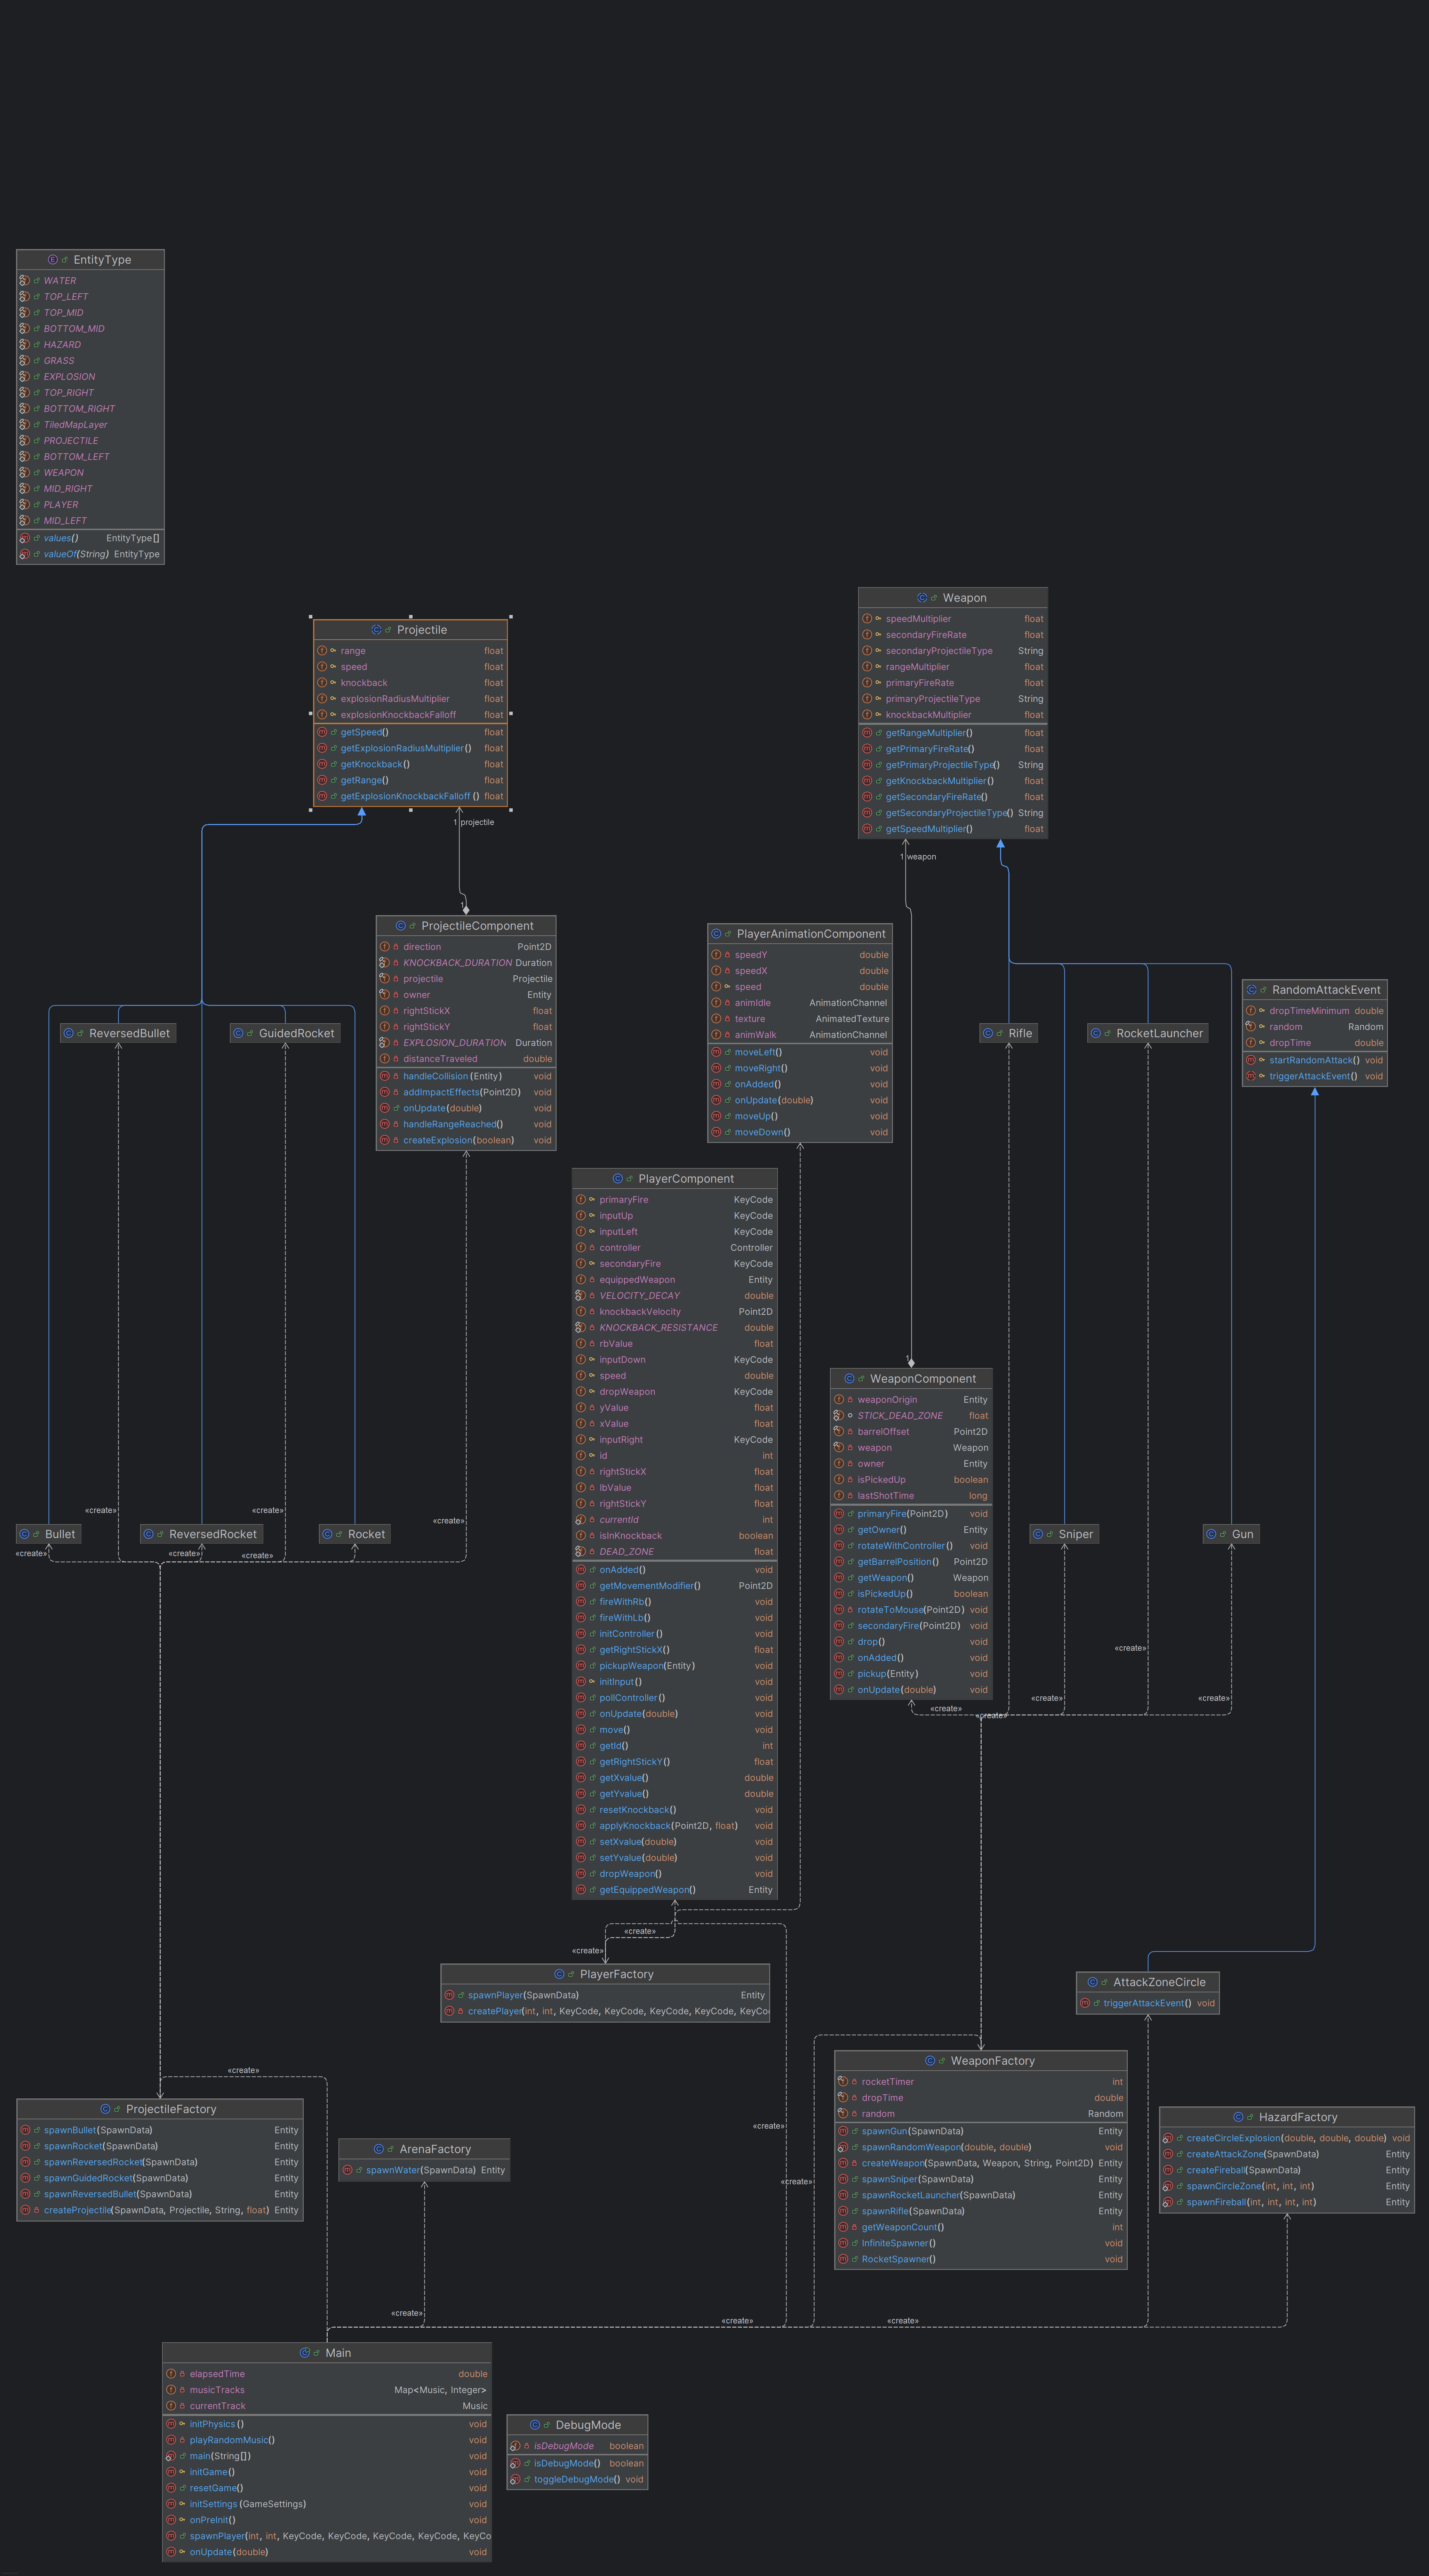 EntityType
WATER
TOP_LEFT
TOP_MID
BOTTOM_MID
HAZARD
GRASS
EXPLOSION
TOP_RIGHT
BOTTOM_RIGHT
TiledMapLayer
PROJECTILE
BOTTOM_LEFT
WEAPON
MID_RIGHT
PLAYER
MID_LEFT
values() EntityType[]
valueOf(String) EntityType
Projectile
range float
speed float
knockback float
explosionRadiusMultiplier float
explosionKnockbackFalloff float
getSpeed() float
getExplosionRadiusMultiplier() float
getKnockback() float
getRange() float
getExplosionKnockbackFalloff () float
1 projectile
1
Weapon
speedMultiplier float
secondaryFireRate float
secondaryProjectileType String
rangeMultiplier float
primaryFireRate float
primaryProjectileType String
knockbackMultiplier float
getRangeMultiplier() float
getPrimaryFireRate() float
getPrimaryProjectileType() String
getKnockbackMultiplier() float
getSecondaryFireRate() float
getSecondaryProjectileType() String
getSpeedMultiplier() float
1 weapon
ProjectileComponent
direction Point2D
KNOCKBACK_DURATION Duration
projectile Projectile
owner Entity
rightStickX float
rightStickY float
EXPLOSION_DURATION Duration
distanceTraveled double
handleCollision(Entity) void
addImpactEffects(Point2D) void
onUpdate(double) void
handleRangeReached() void
createExplosion(boolean) void
PlayerAnimationComponent
speedY double
speedX double
speed double
animIdle AnimationChannel
texture AnimatedTexture
animWalk AnimationChannel
moveLeft() void
moveRight() void
onAdded() void
onUpdate(double) void
moveUp() void
moveDown() void
RandomAttackEvent
dropTimeMinimum double
random Random
dropTime double
startRandomAttack() void
triggerAttackEvent() void
ReversedBullet
GuidedRocket
Rifle
RocketLauncher
PlayerComponent
primaryFire KeyCode
inputUp KeyCode
inputLeft KeyCode
controller Controller
secondaryFire KeyCode
equippedWeapon Entity
VELOCITY_DECAY double
knockbackVelocity Point2D
KNOCKBACK_RESISTANCE double
rbValue float
inputDown KeyCode
speed double
dropWeapon KeyCode
yValue float
xValue float
inputRight KeyCode
id int
rightStickX float
lbValue float
rightStickY float
currentId int
isInKnockback boolean
DEAD_ZONE float
onAdded() void
getMovementModifier() Point2D
fireWithRb() void
fireWithLb() void
initController() void
getRightStickX() float
pickupWeapon(Entity) void
initInput() void
pollController() void
onUpdate(double) void
move() void
getId() int
getRightStickY() float
getXvalue() double
getYvalue() double
resetKnockback() void
applyKnockback(Point2D, float) void
setXvalue(double) void
setYvalue(double) void
dropWeapon() void
getEquippedWeapon() Entity
1
WeaponComponent
weaponOrigin Entity
STICK_DEAD_ZONE float
barrelOffset Point2D
weapon Weapon
owner Entity
isPickedUp boolean
lastShotTime long
primaryFire(Point2D) void
getOwner() Entity
rotateWithController() void
getBarrelPosition() Point2D
getWeapon() Weapon
isPickedUp() boolean
rotateToMouse(Point2D) void
secondaryFire(Point2D) void
drop() void
onAdded() void
pickup(Entity) void
onUpdate(double) void
«create»
«create»
«create»
Bullet
ReversedRocket
Rocket
Sniper
Gun
«create»
«create»
«create»
«create»
«create»
«create»
«create»
«create»
«create»
«create»
PlayerFactory
spawnPlayer(SpawnData) Entity
createPlayer(int, int, KeyCode, KeyCode, KeyCode, KeyCode, KeyCo
AttackZoneCircle
triggerAttackEvent() void
«create»
«create»
«create»
ProjectileFactory
spawnBullet(SpawnData) Entity
spawnRocket(SpawnData) Entity
spawnReversedRocket(SpawnData) Entity
spawnGuidedRocket(SpawnData) Entity
spawnReversedBullet(SpawnData) Entity
createProjectile(SpawnData, Projectile, String, float) Entity
ArenaFactory
spawnWater(SpawnData) Entity
WeaponFactory
rocketTimer int
dropTime double
random Random
spawnGun(SpawnData) Entity
spawnRandomWeapon(double, double) void
createWeapon(SpawnData, Weapon, String, Point2D) Entity
spawnSniper(SpawnData) Entity
spawnRocketLauncher(SpawnData) Entity
spawnRifle(SpawnData) Entity
getWeaponCount() int
InfiniteSpawner() void
RocketSpawner() void
HazardFactory
createCircleExplosion(double, double, double) void
createAttackZone(SpawnData) Entity
createFireball(SpawnData) Entity
spawnCircleZone(int, int, int) Entity
spawnFireball(int, int, int, int) Entity
«create»
«create»
«create»
Main
elapsedTime double
musicTracks Map<Music, Integer>
currentTrack Music
initPhysics() void
playRandomMusic() void
main(String[]) void
initGame() void
resetGame() void
initSettings(GameSettings) void
onPreInit() void
spawnPlayer(int, int, KeyCode, KeyCode, KeyCode, KeyCode, KeyCo
onUpdate(double) void
DebugMode
isDebugMode boolean
isDebugMode() boolean
toggleDebugMode() void